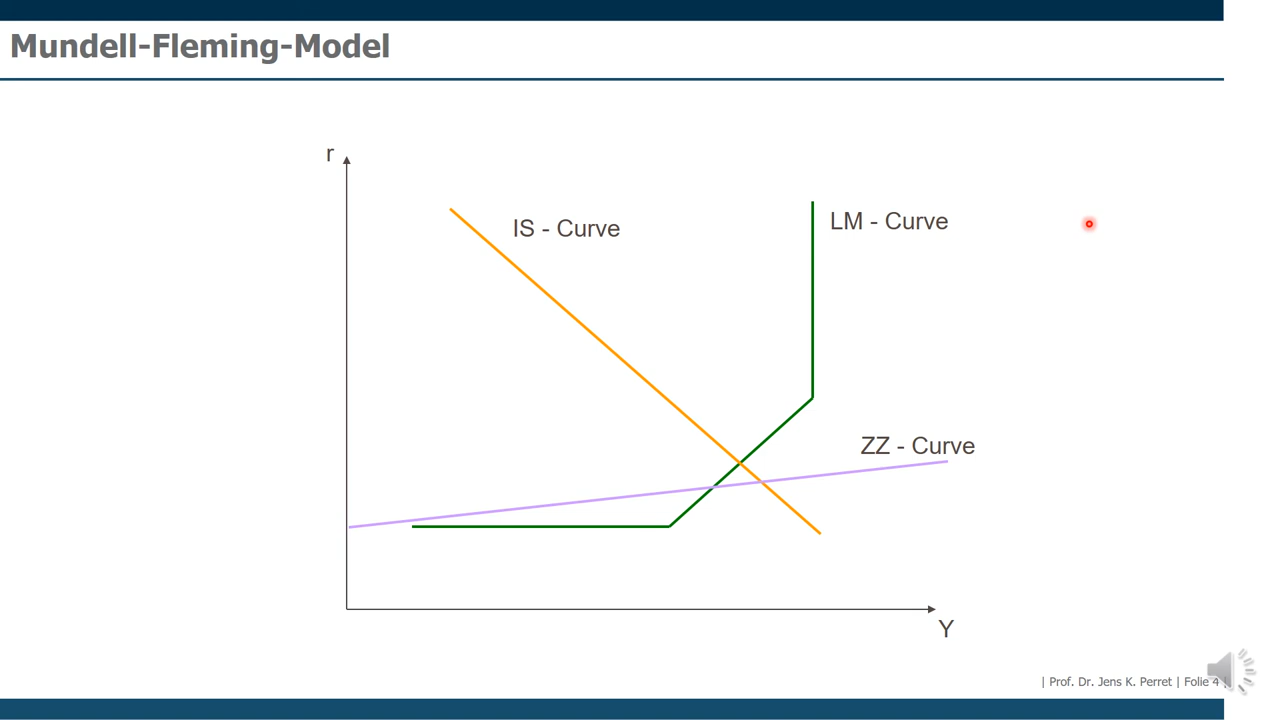 Mundell-Fleming-Model
r
IS - Curve
LM - Curve
ZZ - Curve
Y
| Prof. Dr. Jens K. Perret | Folie 4 |